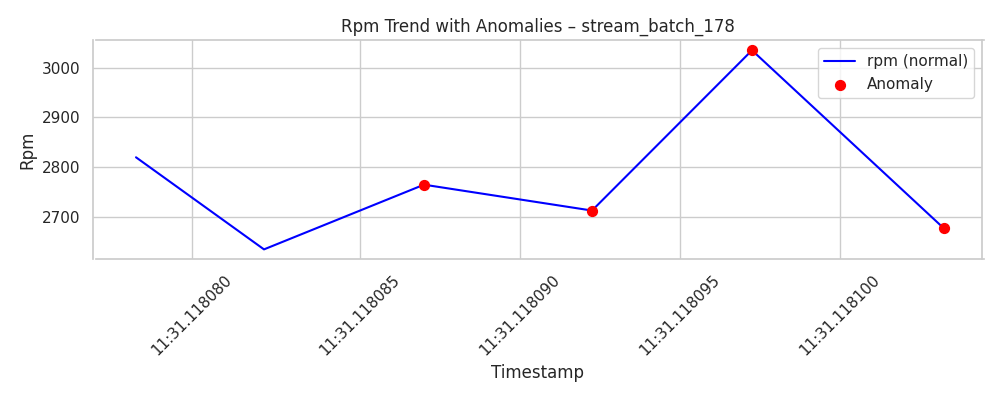 Rpm Trend with Anomalies – stream_batch_178
rpm (normal)
Anomaly
Rpm
3000
2900
2800
2700
11:31.118080
11:31.118085
11:31.118090
11:31.118095
11:31.118100
Timestamp